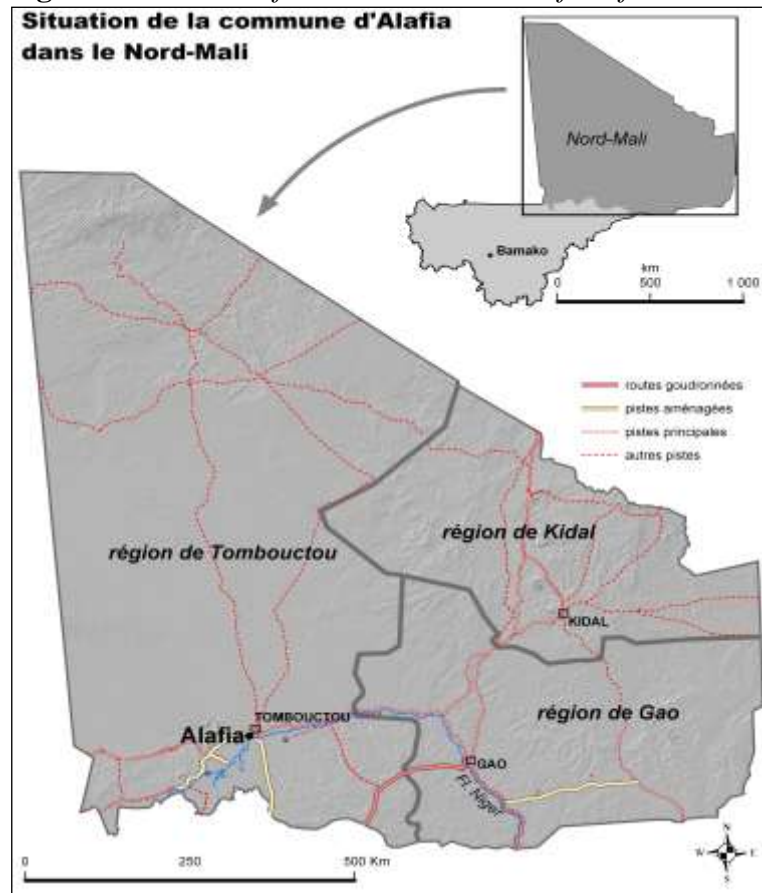 Situation de la commune d'Alafia
dans le Nord-Mali
Nord-Mali
Bamako
km
0 500 1 000
routes goudronnées
pistes aménagées
pistes principales
autres pistes
région de Kidal
région de Tombouctou
KIDAL
TOMBOUCTOU
Alafia
région de Gao
GAO
Fl. Niger
N
W E
S
0 250 500 Km